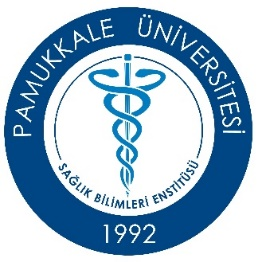 PAMUKKALE ÜNİVERSİTESİ
SAĞLIK BİLİMLERİ ENSTİTÜSÜ
1992